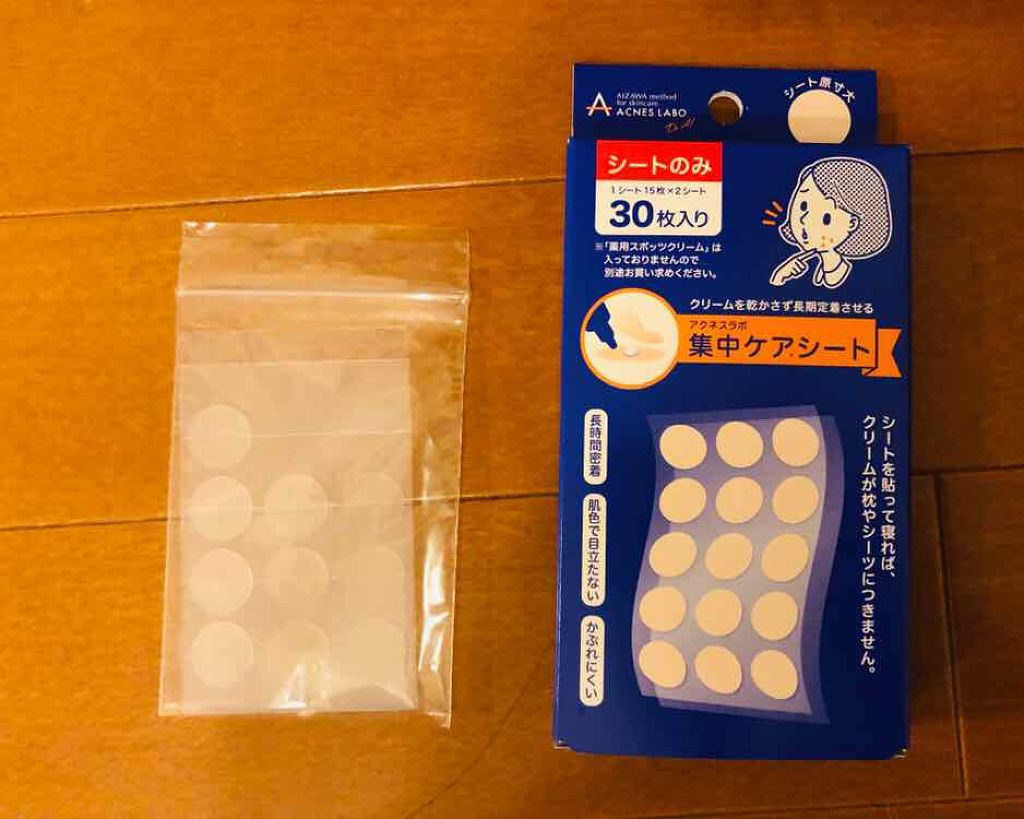 AIZAWA method
for skincare
ACNES LABO
Do it!
シート原寸大
シートのみ
1シート15枚×2シート
30枚入り
※「薬用スポッツクリーム」は
入っておりませんので
別途お買い求めください。
クリームを乾かさず長期定着させる
アクネスラボ
集中ケアシート
長時間密着
肌色で目立たない
かぶれにくい
シートを貼って寝れば、
クリームが枕やシーツにつきません。